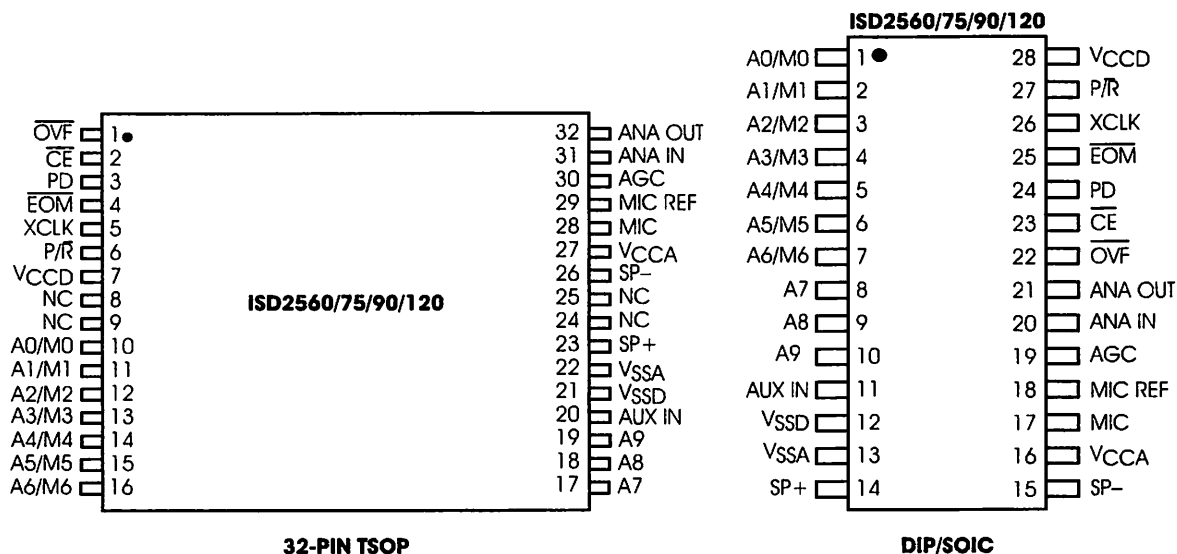 ISD2560/75/90/120
OVF 1 32 ANA OUT
CE 2 31 ANA IN
PD 3 30 AGC
EOM 4 29 MIC REF
XCLK 5 28 MIC
P/R 6 27 VCCA
VCCD 7 26 SP−
NC 8 25 NC
NC 9 24 NC
A0/M0 10 23 SP+
A1/M1 11 22 VSSA
A2/M2 12 21 VSSD
A3/M3 13 20 AUX IN
A4/M4 14 19 A9
A5/M5 15 18 A8
A6/M6 16 17 A7
32-PIN TSOP
ISD2560/75/90/120
A0/M0 1 28 VCCD
A1/M1 2 27 P/R
A2/M2 3 26 XCLK
A3/M3 4 25 EOM
A4/M4 5 24 PD
A5/M5 6 23 CE
A6/M6 7 22 OVF
A7 8 21 ANA OUT
A8 9 20 ANA IN
A9 10 19 AGC
AUX IN 11 18 MIC REF
VSSD 12 17 MIC
VSSA 13 16 VCCA
SP+ 14 15 SP−
DIP/SOIC